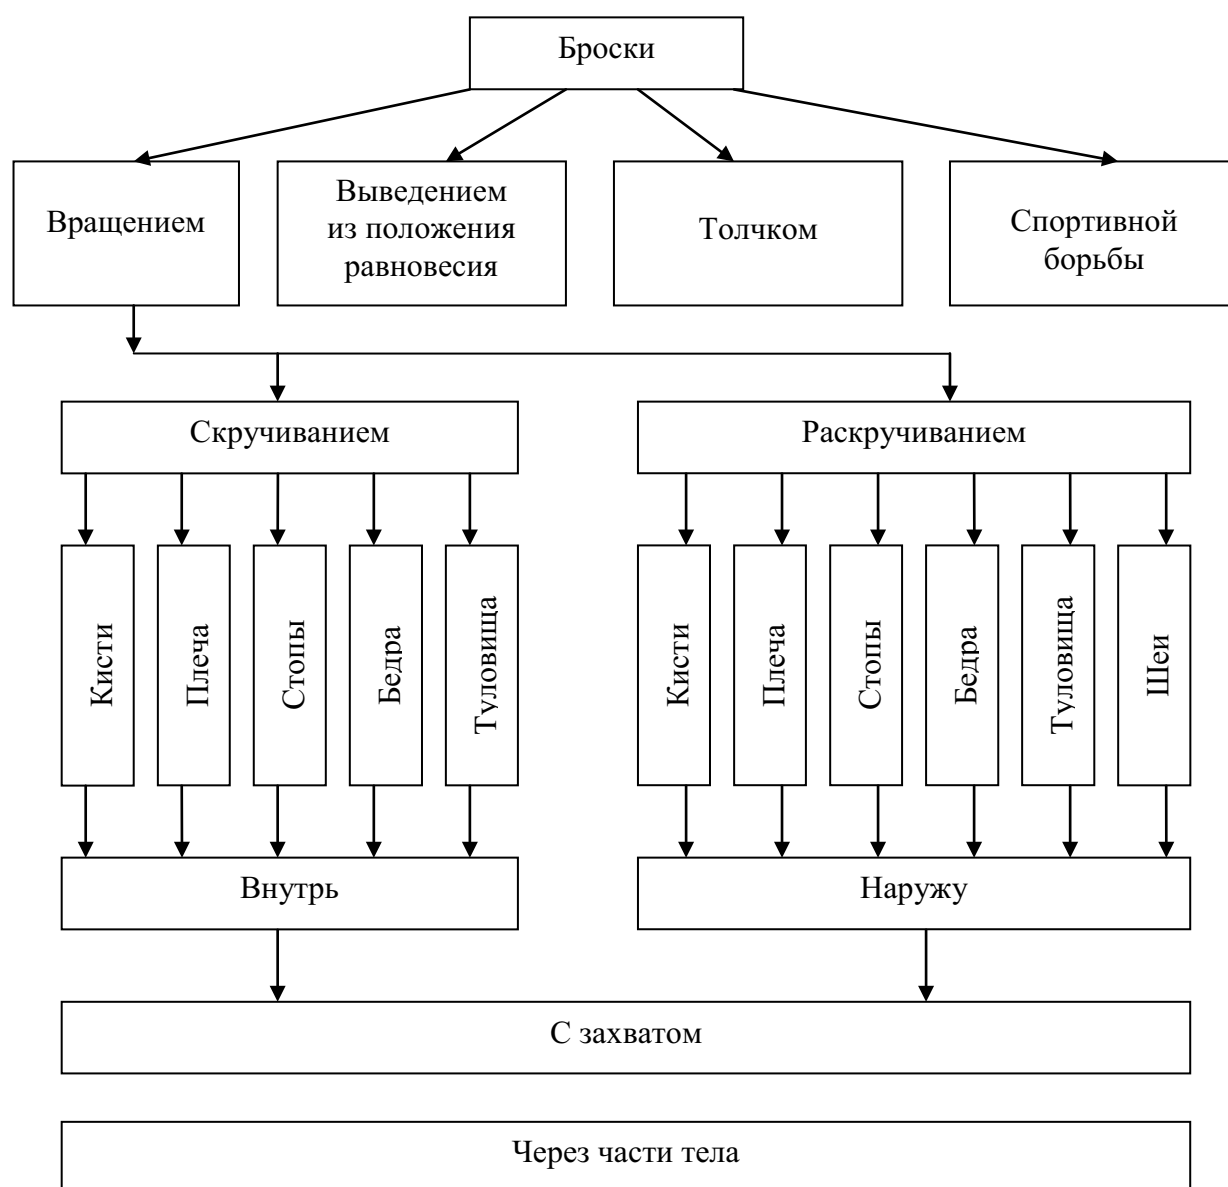 Броски
Вращением
Выведением
из положения
равновесия
Толчком
Спортивной
борьбы
Скручиванием
Раскручиванием
Кисти
Плеча
Стопы
Бедра
Туловища
Кисти
Плеча
Стопы
Бедра
Туловища
Шеи
Внутрь
Наружу
С захватом
Через части тела